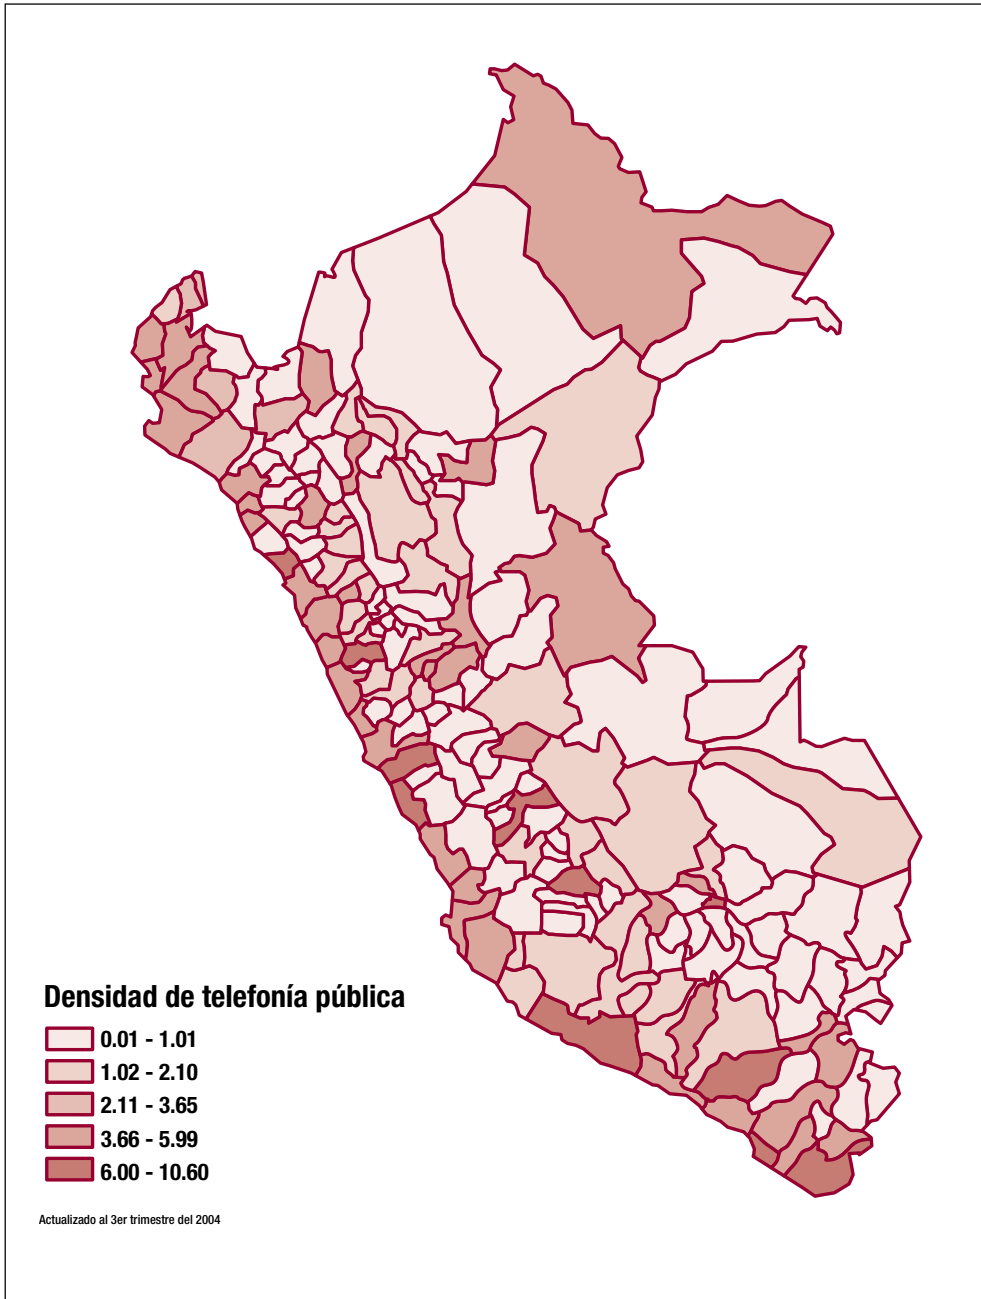 Densidad de telefonía pública
0.01 - 1.01
1.02 - 2.10
2.11 - 3.65
3.66 - 5.99
6.00 - 10.60
Actualizado al 3er trimestre del 2004